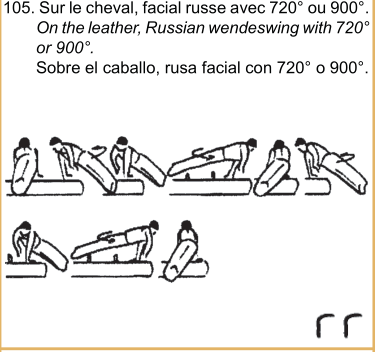 105. Sur le cheval, facial russe avec 720° ou 900°.
On the leather, Russian wendeswing with 720°
or 900°.
Sobre el caballo, rusa facial con 720° o 900°.